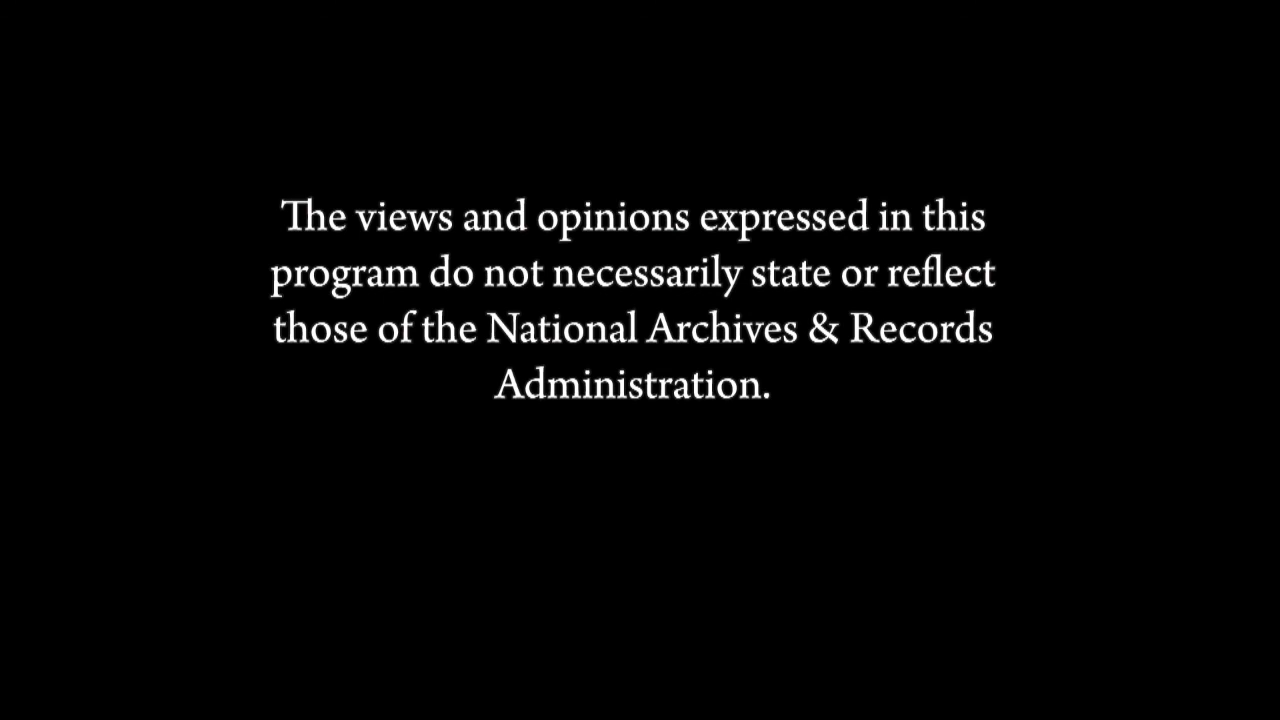 The views and opinions expressed in this
program do not necessarily state or reflect
those of the National Archives & Records
Administration.